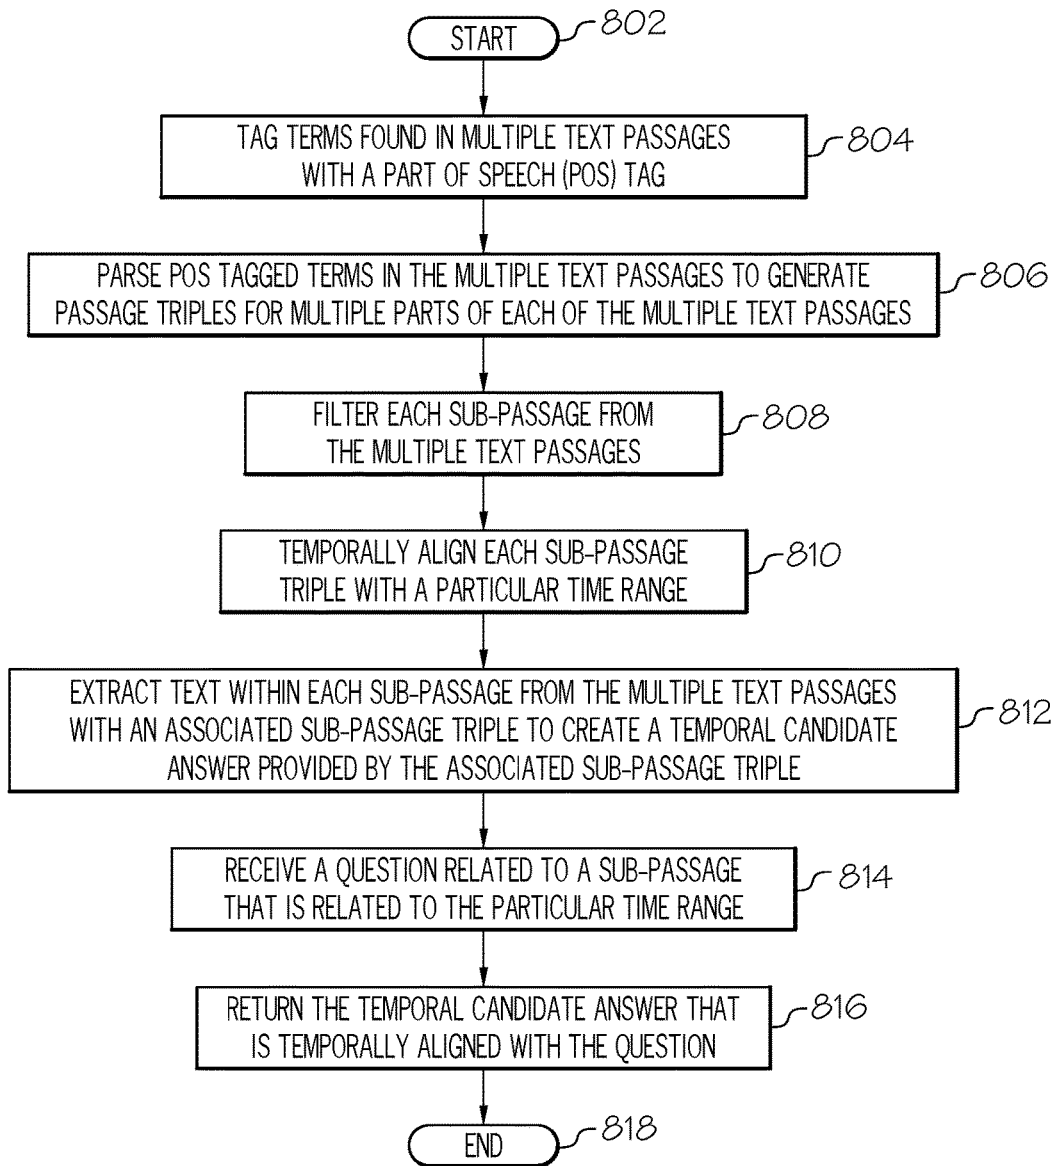 START
802
TAG TERMS FOUND IN MULTIPLE TEXT PASSAGES
WITH A PART OF SPEECH (POS) TAG
804
PARSE POS TAGGED TERMS IN THE MULTIPLE TEXT PASSAGES TO GENERATE
PASSAGE TRIPLES FOR MULTIPLE PARTS OF EACH OF THE MULTIPLE TEXT PASSAGES
806
FILTER EACH SUB-PASSAGE FROM
THE MULTIPLE TEXT PASSAGES
808
TEMPORALLY ALIGN EACH SUB-PASSAGE
TRIPLE WITH A PARTICULAR TIME RANGE
810
EXTRACT TEXT WITHIN EACH SUB-PASSAGE FROM THE MULTIPLE TEXT PASSAGES
WITH AN ASSOCIATED SUB-PASSAGE TRIPLE TO CREATE A TEMPORAL CANDIDATE
ANSWER PROVIDED BY THE ASSOCIATED SUB-PASSAGE TRIPLE
812
RECEIVE A QUESTION RELATED TO A SUB-PASSAGE
THAT IS RELATED TO THE PARTICULAR TIME RANGE
814
RETURN THE TEMPORAL CANDIDATE ANSWER THAT
IS TEMPORALLY ALIGNED WITH THE QUESTION
816
END
818